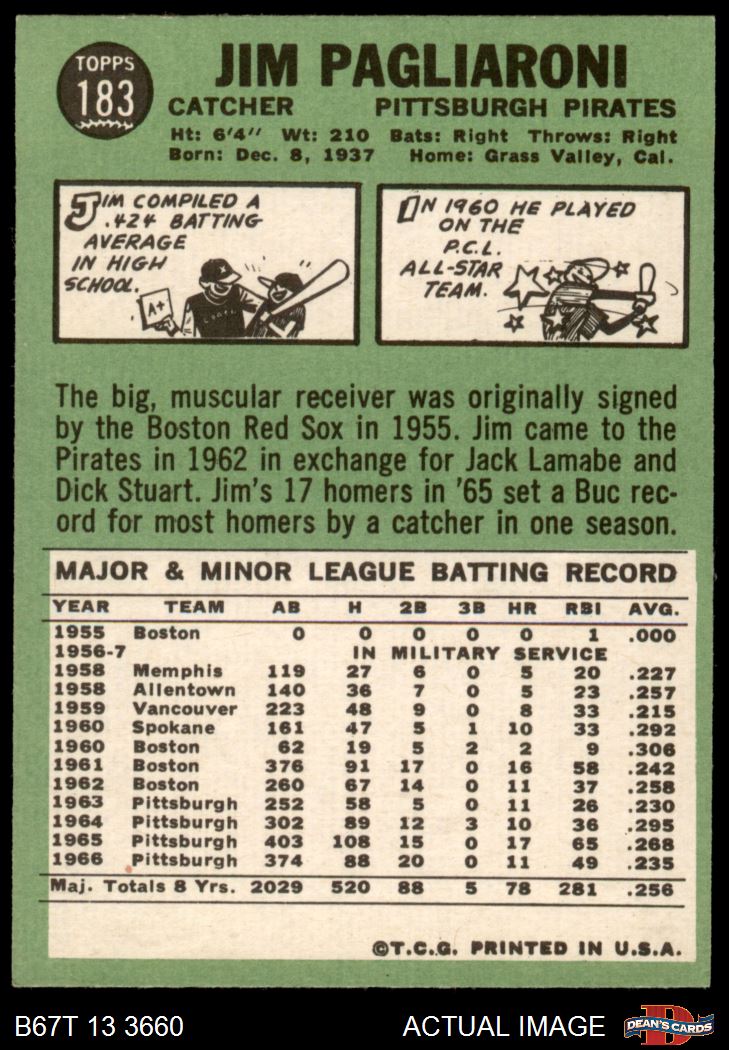 TOPPS
183
JIM PAGLIARONI
CATCHER PITTSBURGH PIRATES
Ht: 6'4" Wt: 210 Bats: Right Throws: Right
Born: Dec. 8, 1937 Home: Grass Valley, Cal.
JIM COMPILED A
.424 BATTING
AVERAGE
IN HIGH
SCHOOL.
A+
IN 1960 HE PLAYED
ON THE
P.C.L.
ALL-STAR
TEAM.
The big, muscular receiver was originally signed
by the Boston Red Sox in 1955. Jim came to the
Pirates in 1962 in exchange for Jack Lamabe and
Dick Stuart. Jim's 17 homers in '65 set a Buc rec-
ord for most homers by a catcher in one season.
MAJOR & MINOR LEAGUE BATTING RECORD
YEAR TEAM AB H 2B 3B HR RBI AVG.
1955 Boston 0 0 0 0 0 1 .000
1956-7 IN MILITARY SERVICE
1958 Memphis 119 27 6 0 5 20 .227
1958 Allentown 140 36 7 0 5 23 .257
1959 Vancouver 223 48 9 0 8 33 .215
1960 Spokane 161 47 5 1 10 33 .292
1960 Boston 62 19 5 2 2 9 .306
1961 Boston 376 91 17 0 16 58 .242
1962 Boston 260 67 14 0 11 37 .258
1963 Pittsburgh 252 58 5 0 11 26 .230
1964 Pittsburgh 302 89 12 3 10 36 .295
1965 Pittsburgh 403 108 15 0 17 65 .268
1966 Pittsburgh 374 88 20 0 11 49 .235
Maj. Totals 8 Yrs. 2029 520 88 5 78 281 .256
©T.C.G. PRINTED IN U.S.A.
B67T 13 3660 ACTUAL IMAGE
DEAN'S CARDS